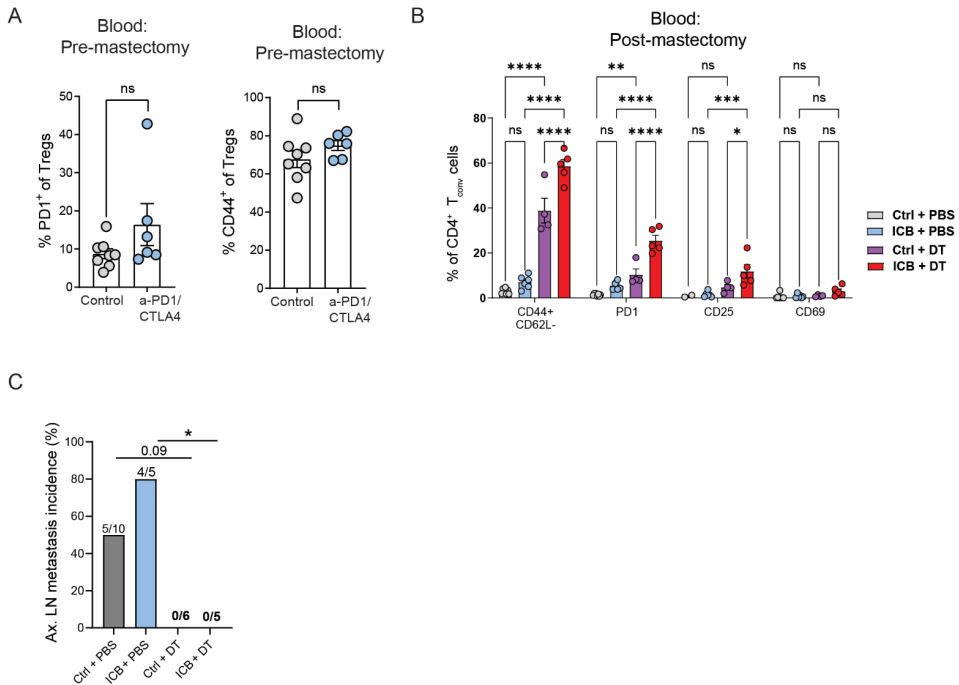 A
Blood:
Pre-mastectomy
ns
% PD1+ of Tregs
50
40
30
20
10
0
Control
a-PD1/
CTLA4
Blood:
Pre-mastectomy
ns
% CD44+ of Tregs
100
80
60
40
20
0
Control
a-PD1/
CTLA4
B
Blood:
Post-mastectomy
**** ** ns ns
**** **** *** ns
ns **** ns **** ns * ns ns
% of CD4+ Tconv cells
80
60
40
20
0
CD44+
CD62L-
PD1
CD25
CD69
Ctrl + PBS
ICB + PBS
Ctrl + DT
ICB + DT
C
Ax. LN metastasis incidence (%)
100
80
60
40
20
0
*
0.09
4/5
5/10
0/6
0/5
Ctrl + PBS
ICB + PBS
Ctrl + DT
ICB + DT